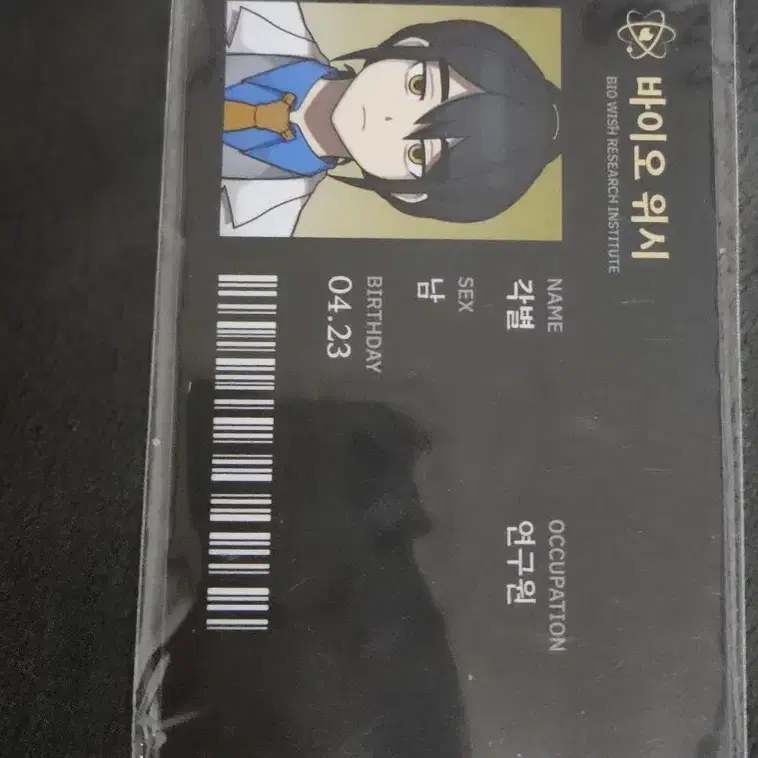 바이오 위시
BIO WISH RESEARCH INSTITUTE
NAME
각별
OCCUPATION
연구원
SEX
남
BIRTHDAY
04.23